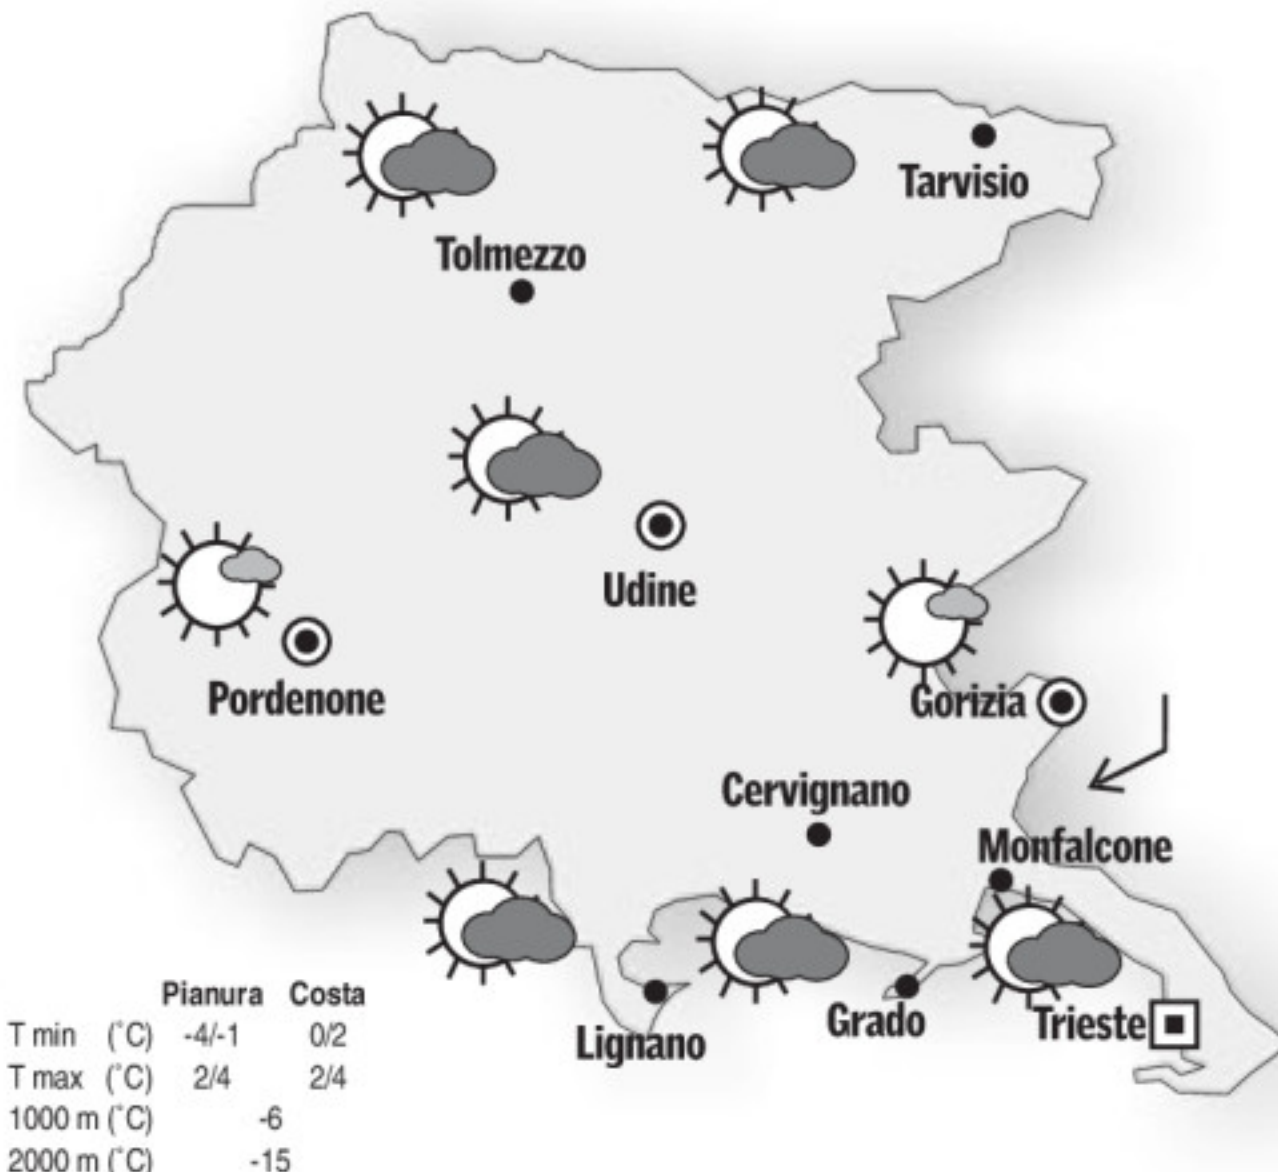 Tarvisio
Tolmezzo
Udine
Pordenone
Gorizia
Cervignano
Monfalcone
Grado
Trieste
Lignano
Pianura Costa
T min (°C) -4/-1 0/2
T max (°C) 2/4 2/4
1000 m (°C) -6
2000 m (°C) -15